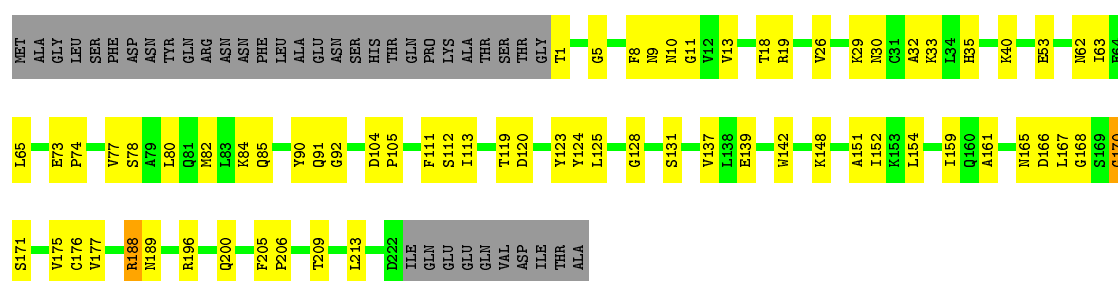 MET ALA GLY LEU SER PHE ASP ASN TYR GLN ARG ASN ASN PHE LEU ALA GLU ASN SER HIS THR GLN PRO LYS ALA THR SER THR GLY T1 G5 F8 N9 N10 G11 V12 V13 T18 R19 V26 K29 N30 C31 A32 K33 L34 H35 K40 E53 N62 I63 E64
L65 E73 P74 V77 S78 A79 L80 Q81 M82 L83 K84 Q85 Y90 Q91 G92 D104 P105 F111 S112 I113 T119 D120 Y123 Y124 L125 G128 S131 V137 L138 E139 W142 K148 A151 I152 K153 L154 I159 Q160 A161 N165 D166 L167 G168 S169 G170
S171 V175 C176 V177 R188 N189 R196 Q200 F205 P206 T209 L213 D222 ILE GLN GLU GLU GLN VAL ASP ILE THR ALA